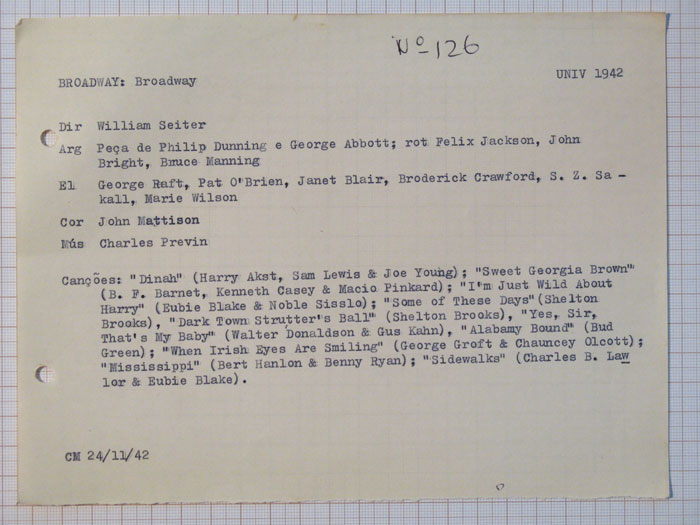 Nº 126
BROADWAY: Broadway
UNIV 1942
Dir William Seiter
Arg Peça de Philip Dunning e George Abbott; rot Felix Jackson, John
Bright, Bruce Manning
El George Raft, Pat O'Brien, Janet Blair, Broderick Crawford, S. Z. Sa -
kall, Marie Wilson
Cor John Mattison
Mús Charles Previn
Canções: "Dinah" (Harry Akst, Sam Lewis & Joe Young); "Sweet Georgia Brown"
(B. F. Barnet, Kenneth Casey & Macio Pinkard); "I'm Just Wild About
Harry" (Eubie Blake & Noble Sisslo); "Some of These Days"(Shelton
Brooks), "Dark Town Strutter's Ball" (Shelton Brooks), "Yes, Sir,
That's My Baby" (Walter Donaldson & Gus Kahn), "Alabamy Bound" (Bud
Green); "When Irish Eyes Are Smiling" (George Groft & Chauncey Olcott);
"Mississippi" (Bert Hanlon & Benny Ryan); "Sidewalks" (Charles B. Law
lor & Eubie Blake).
CM 24/11/42